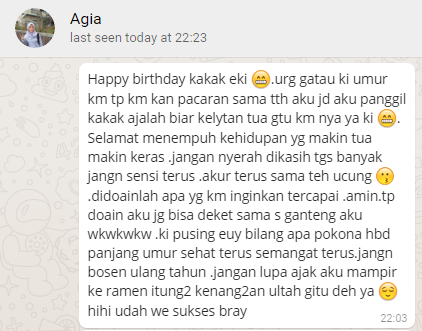 Agia
last seen today at 22:23
Happy birthday kakak eki 😁.urg gatau ki umur
km tp km kan pacaran sama tth aku jd aku panggil
kakak ajalah biar kelytan tua gtu km nya ya ki 😁.
Selamat menempuh kehidupan yg makin tua
makin keras .jangan nyerah dikasih tgs banyak
jangn sensi terus .akur terus sama teh ucung 😗
.didoainlah apa yg km inginkan tercapai .amin.tp
doain aku jg bisa deket sama s ganteng aku
wkwkwkw .ki pusing euy bilang apa pokona hbd
panjang umur sehat terus semangat terus.jangn
bosen ulang tahun .jangan lupa ajak aku mampir
ke ramen itung2 kenang2an ultah gitu deh ya 😌
hihi udah we sukses bray
22:03